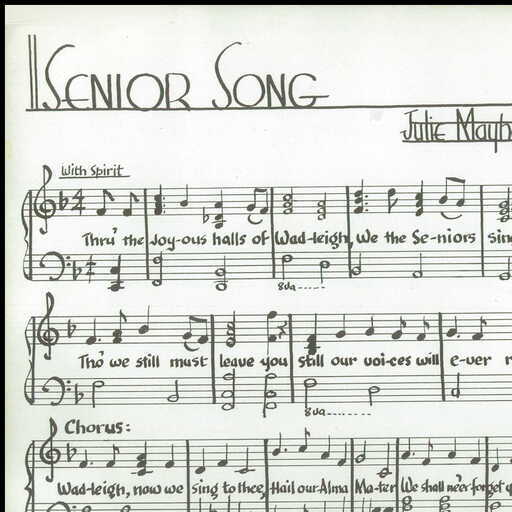 SENIOR SONG
Julie Mayh
With Spirit
Thru' the Joy-ous halls of Wad-leigh, We the Se-niors sin
8va
Tho' we still must leave you still our voi-ces will e-ver
8va
Chorus:
Wad-leigh, now we sing to thee, Hail our Alma Ma-ter We shall ne'er forget